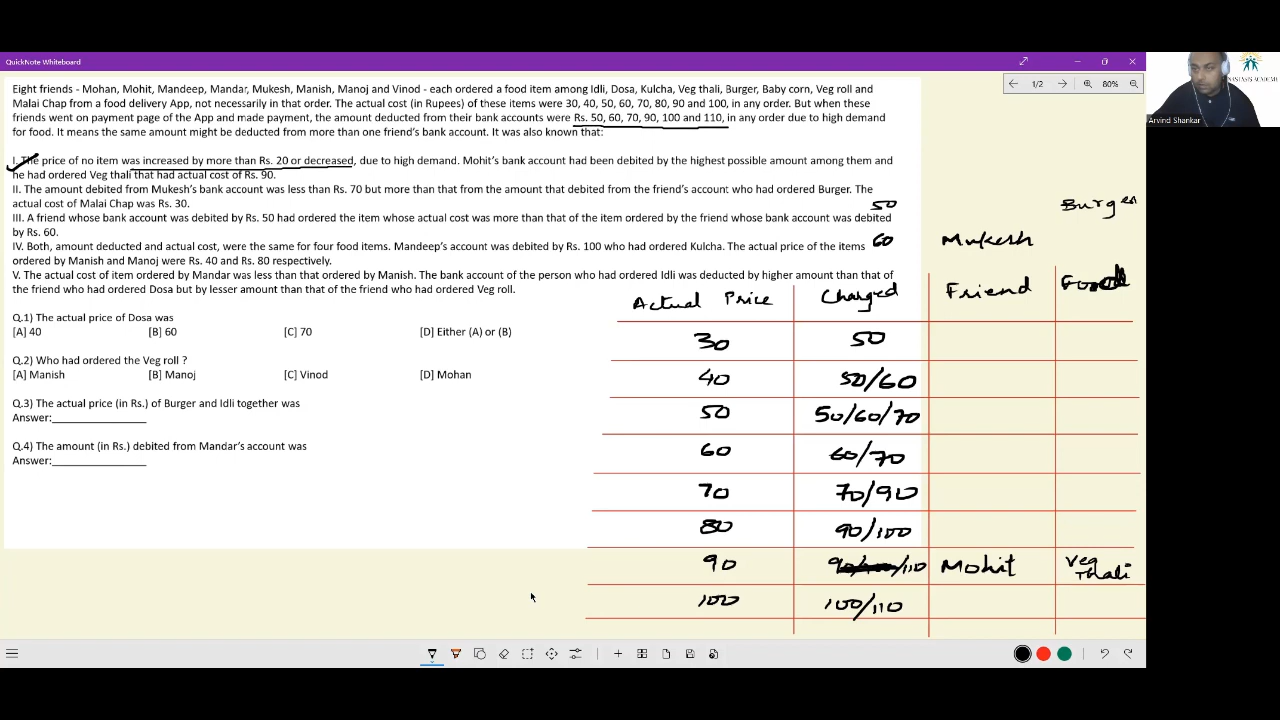 QuickNote Whiteboard
1/2
80%
Eight friends - Mohan, Mohit, Mandeep, Mandar, Mukesh, Manish, Manoj and Vinod - each ordered a food item among Idli, Dosa, Kulcha, Veg thali, Burger, Baby corn, Veg roll and
Malai Chap from a food delivery App, not necessarily in that order. The actual cost (in Rupees) of these items were 30, 40, 50, 60, 70, 80, 90 and 100, in any order. But when these
friends went on payment page of the App and made payment, the amount deducted from their bank accounts were Rs. 50, 60, 70, 90, 100 and 110, in any order due to high demand
for food. It means the same amount might be deducted from more than one friend's bank account. It was also known that:
I. The price of no item was increased by more than Rs. 20 or decreased, due to high demand. Mohit's bank account had been debited by the highest possible amount among them and
he had ordered Veg thali that had actual cost of Rs. 90.
II. The amount debited from Mukesh's bank account was less than Rs. 70 but more than that from the amount that debited from the friend's account who had ordered Burger. The
actual cost of Malai Chap was Rs. 30.
III. A friend whose bank account was debited by Rs. 50 had ordered the item whose actual cost was more than that of the item ordered by the friend whose bank account was debited
by Rs. 60.
IV. Both, amount deducted and actual cost, were the same for four food items. Mandeep's account was debited by Rs. 100 who had ordered Kulcha. The actual price of the items
ordered by Manish and Manoj were Rs. 40 and Rs. 80 respectively.
V. The actual cost of item ordered by Mandar was less than that ordered by Manish. The bank account of the person who had ordered Idli was deducted by higher amount than that of
the friend who had ordered Dosa but by lesser amount than that of the friend who had ordered Veg roll.
Q.1) The actual price of Dosa was
[A] 40 [B] 60 [C] 70 [D] Either (A) or (B)
Q.2) Who had ordered the Veg roll ?
[A] Manish [B] Manoj [C] Vinod [D] Mohan
Q.3) The actual price (in Rs.) of Burger and Idli together was
Answer:
Q.4) The amount (in Rs.) debited from Mandar's account was
Answer:
50 Burger
60 Mukesh
Actual Price Charged Friend Food
30 50
40 50/60
50 50/60/70
60 60/70
70 70/90
80 90/100
90 90/100/110 Mohit Veg Thali
100 100/110
Arvind Shankar